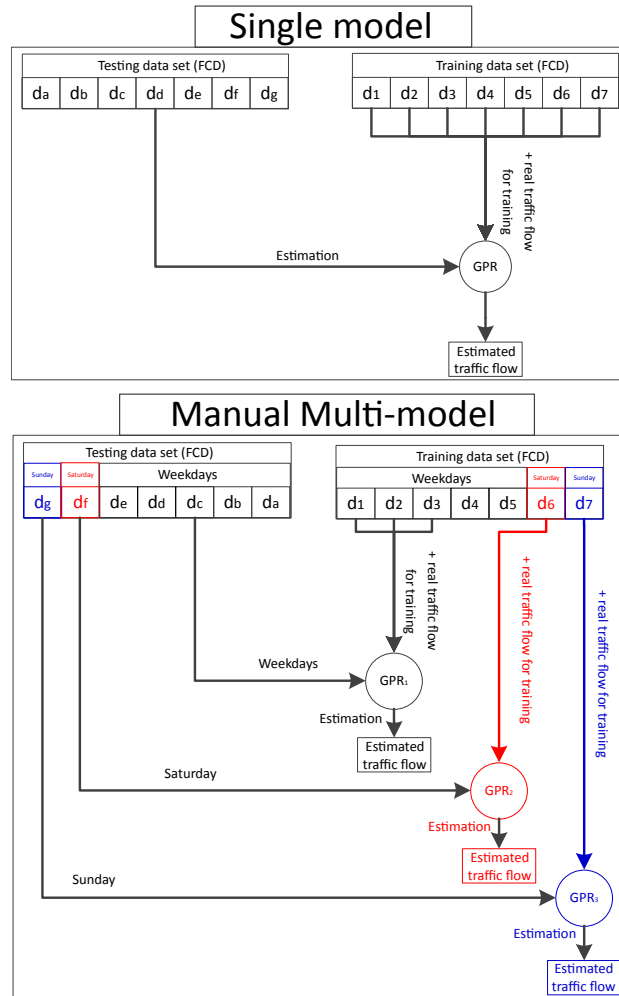 Single model
Testing data set (FCD)
da db dc dd de df dg
Training data set (FCD)
d1 d2 d3 d4 d5 d6 d7
+ real traffic flow
for training
Estimation
GPR
Estimated
traffic flow
Manual Multi-model
Testing data set (FCD)
Sunday Saturday Weekdays
dg df de dd dc db da
Training data set (FCD)
Weekdays Saturday Sunday
d1 d2 d3 d4 d5 d6 d7
+ real traffic flow
for training
+ real traffic flow for training
+ real traffic flow for training
Weekdays
GPR1
Estimation
Estimated
traffic flow
Saturday
GPR2
Estimation
Estimated
traffic flow
Sunday
GPR3
Estimation
Estimated
traffic flow